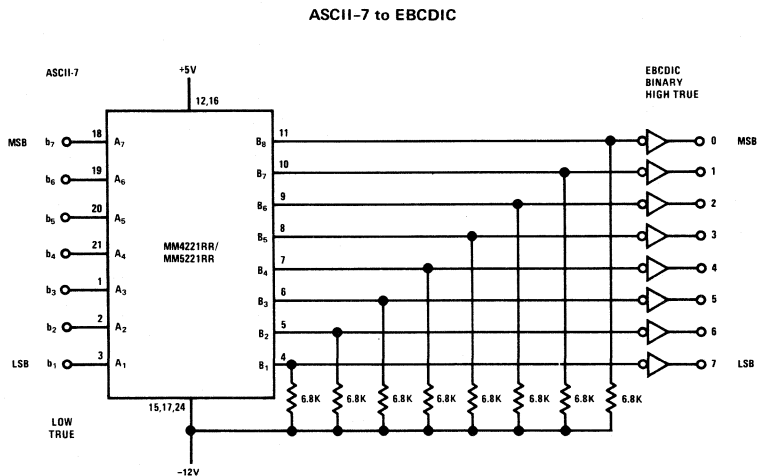 ASCII-7 to EBCDIC
ASCII-7
+5V
EBCDIC
BINARY
HIGH TRUE
12,16
MSB b7 18 A7 B8 11 0 MSB
b6 19 A6 B7 10 1
b5 20 A5 B6 9 2
b4 21 A4 B5 8 3
MM4221RR/
MM5221RR
b3 1 A3 B4 7 4
b2 2 A2 B3 6 5
B2 5 6
LSB b1 3 A1 B1 4 7 LSB
6.8K 6.8K 6.8K 6.8K 6.8K 6.8K 6.8K 6.8K
15,17,24
LOW
TRUE
-12V